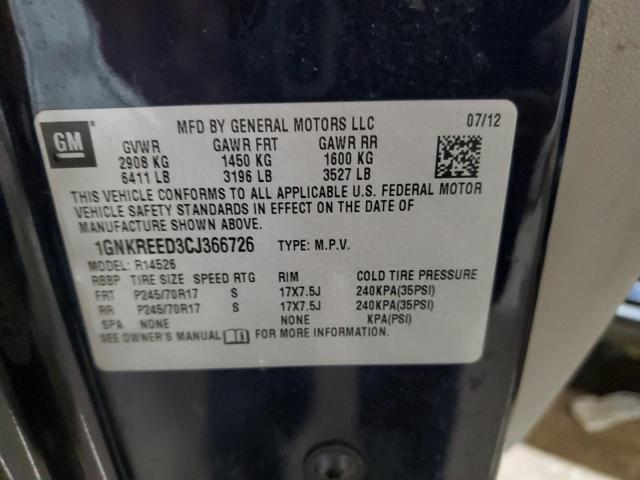 GM
MFD BY GENERAL MOTORS LLC 07/12
GVWR GAWR FRT GAWR RR
2908 KG 1450 KG 1600 KG
6411 LB 3196 LB 3527 LB
THIS VEHICLE CONFORMS TO ALL APPLICABLE U.S. FEDERAL MOTOR
VEHICLE SAFETY STANDARDS IN EFFECT ON THE DATE OF
MANUFACTURE SHOWN ABOVE.
1GNKREED3CJ366726 TYPE: M.P.V.
MODEL: R14526
RBBP TIRE SIZE SPEED RTG RIM COLD TIRE PRESSURE
FRT P245/70R17 S 17X7.5J 240KPA(35PSI)
RR P245/70R17 S 17X7.5J 240KPA(35PSI)
SPA NONE NONE KPA(PSI)
SEE OWNER'S MANUAL FOR MORE INFORMATION.